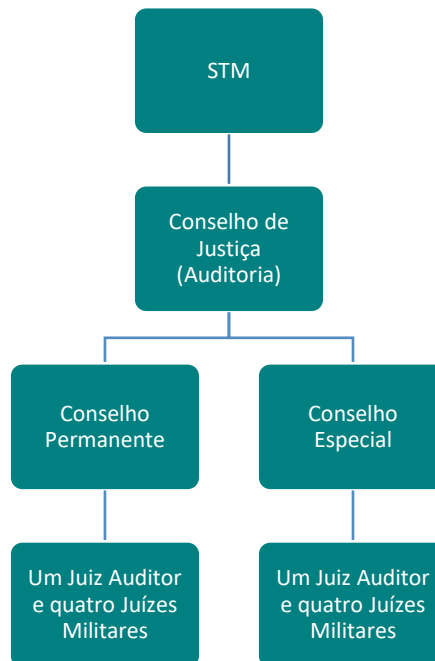 STM
Conselho de
Justiça
(Auditoria)
Conselho
Permanente
Conselho
Especial
Um Juiz Auditor
e quatro Juízes
Militares
Um Juiz Auditor
e quatro Juízes
Militares